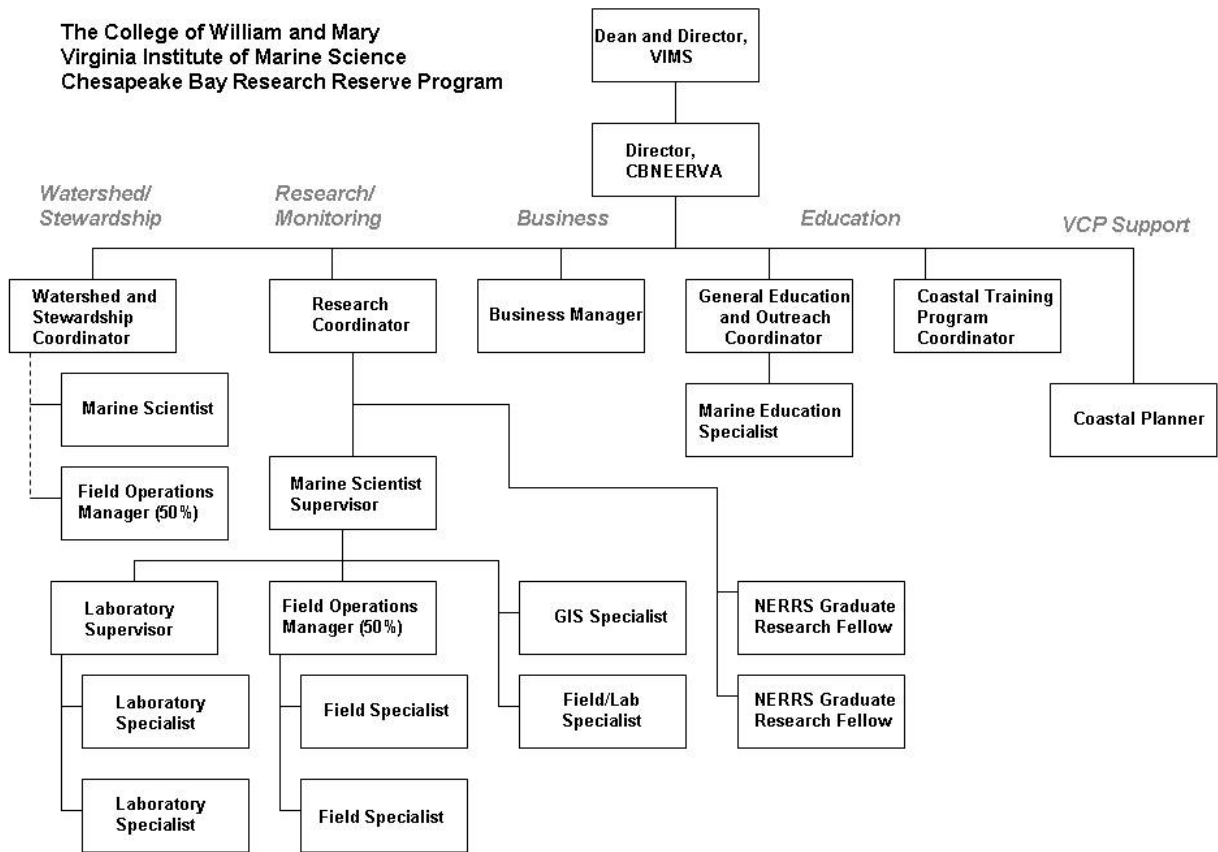 The College of William and Mary
Virginia Institute of Marine Science
Chesapeake Bay Research Reserve Program
Dean and Director,
VIMS
Director,
CBNEERVA
Watershed/
Stewardship
Research/
Monitoring
Business
Education
VCP Support
Watershed and
Stewardship
Coordinator
Research
Coordinator
Business Manager
General Education
and Outreach
Coordinator
Coastal Training
Program
Coordinator
Marine Scientist
Marine Education
Specialist
Coastal Planner
Field Operations
Manager (50%)
Marine Scientist
Supervisor
Laboratory
Supervisor
Field Operations
Manager (50%)
GIS Specialist
NERRS Graduate
Research Fellow
Laboratory
Specialist
Field Specialist
Field/Lab
Specialist
NERRS Graduate
Research Fellow
Laboratory
Specialist
Field Specialist